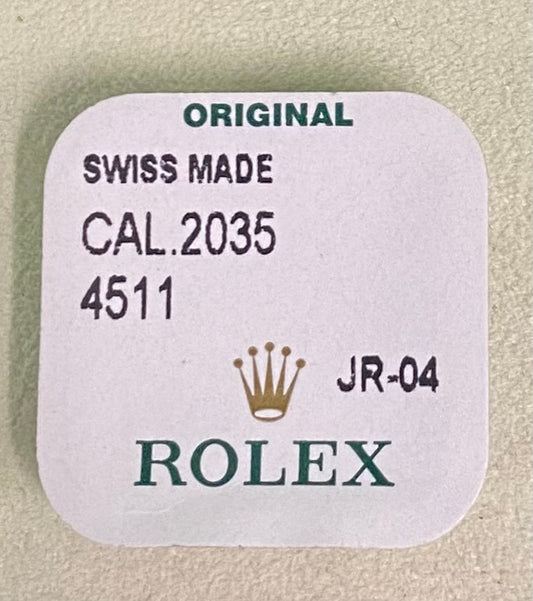 ORIGINAL
SWISS MADE
CAL.2035
4511
JR-04
ROLEX